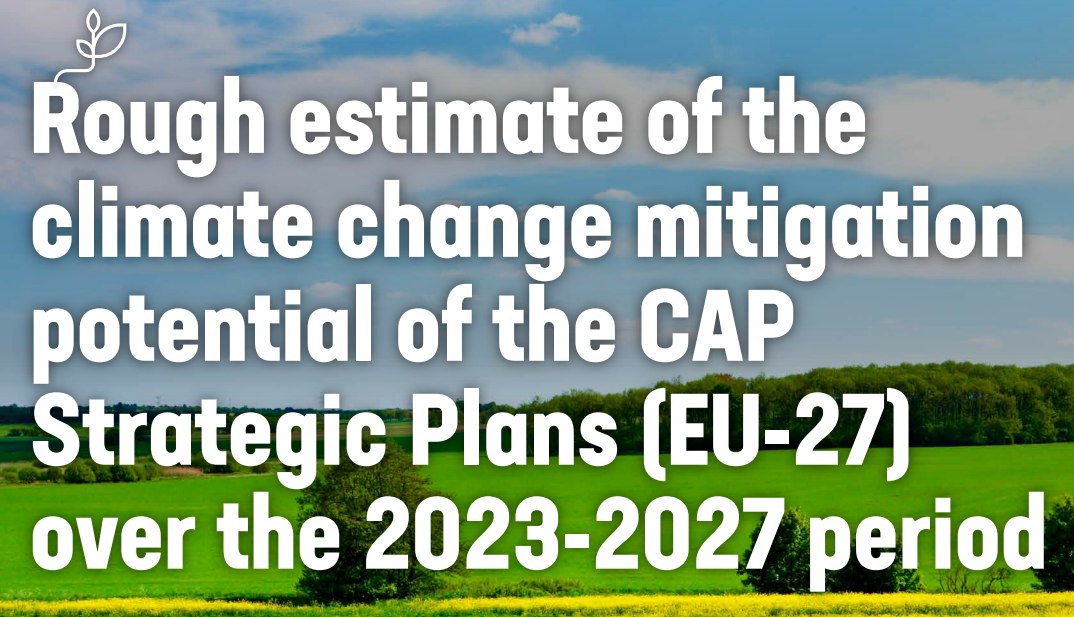 Rough estimate of the
climate change mitigation
potential of the CAP
Strategic Plans (EU-27)
over the 2023-2027 period